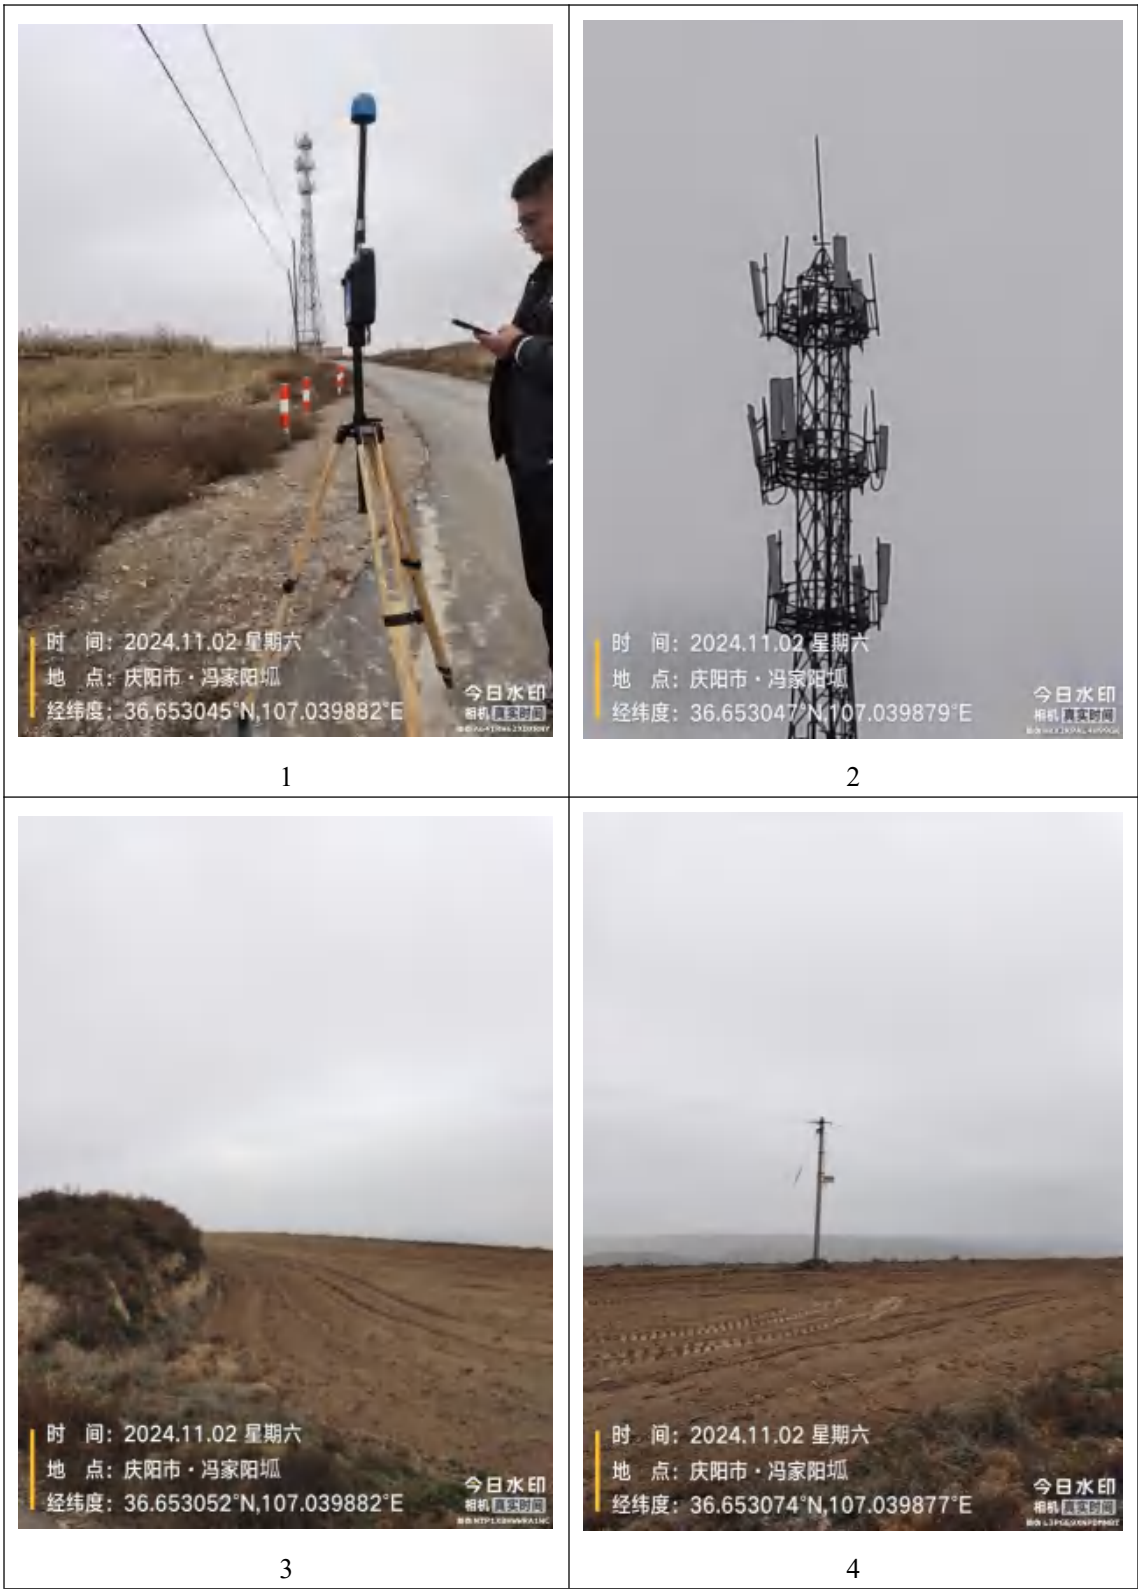 时 间：2024.11.02 星期六
地 点：庆阳市·冯家阳坬
经纬度：36.653045°N,107.039882°E
今日水印
相机 真实时间
1
时 间：2024.11.02 星期六
地 点：庆阳市·冯家阳坬
经纬度：36.653047°N,107.039879°E
今日水印
相机 真实时间
2
时 间：2024.11.02 星期六
地 点：庆阳市·冯家阳坬
经纬度：36.653052°N,107.039882°E
今日水印
相机 真实时间
3
时 间：2024.11.02 星期六
地 点：庆阳市·冯家阳坬
经纬度：36.653074°N,107.039877°E
今日水印
相机 真实时间
4